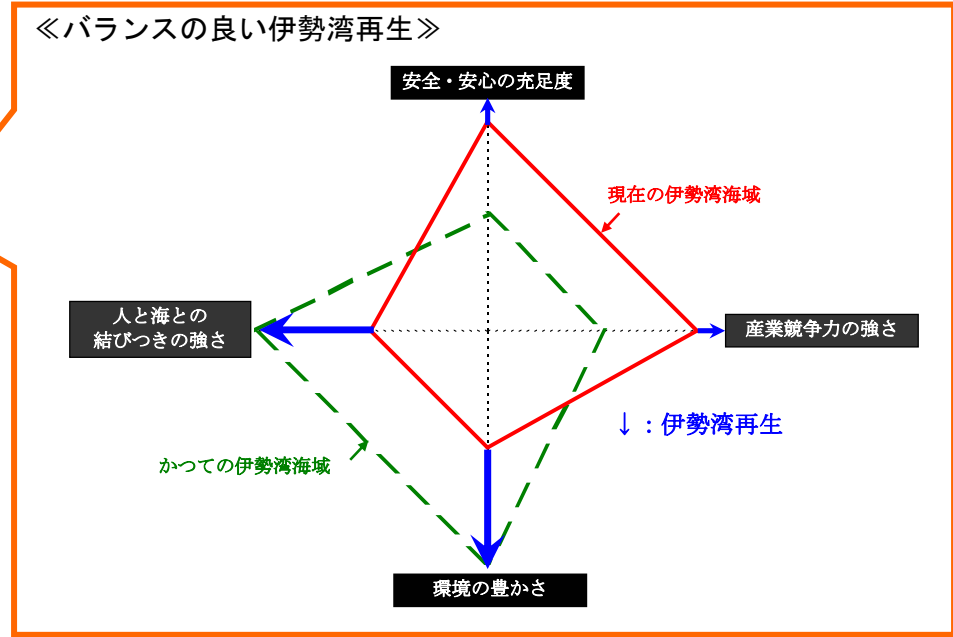 ≪バランスの良い伊勢湾再生≫
安全・安心の充足度
現在の伊勢湾海域
人と海との
結びつきの強さ
産業競争力の強さ
↓：伊勢湾再生
かつての伊勢湾海域
環境の豊かさ